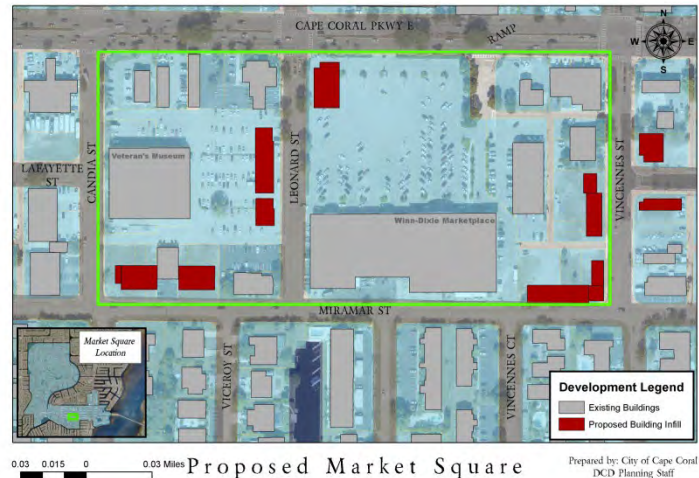 CAPE CORAL PKWY E
RAMP
N
W
E
S
CANDIA ST
LAFAYETTE
ST
Veteran's Museum
LEONARD ST
Winn-Dixie Marketplace
VINCENNES ST
MIRAMAR ST
VICEROY ST
VINCENNES CT
Market Square
Location
Development Legend
Existing Buildings
Proposed Building Infill
0.03 0.015 0 0.03 Miles
Proposed Market Square
Prepared by: City of Cape Coral
DCD Planning Staff